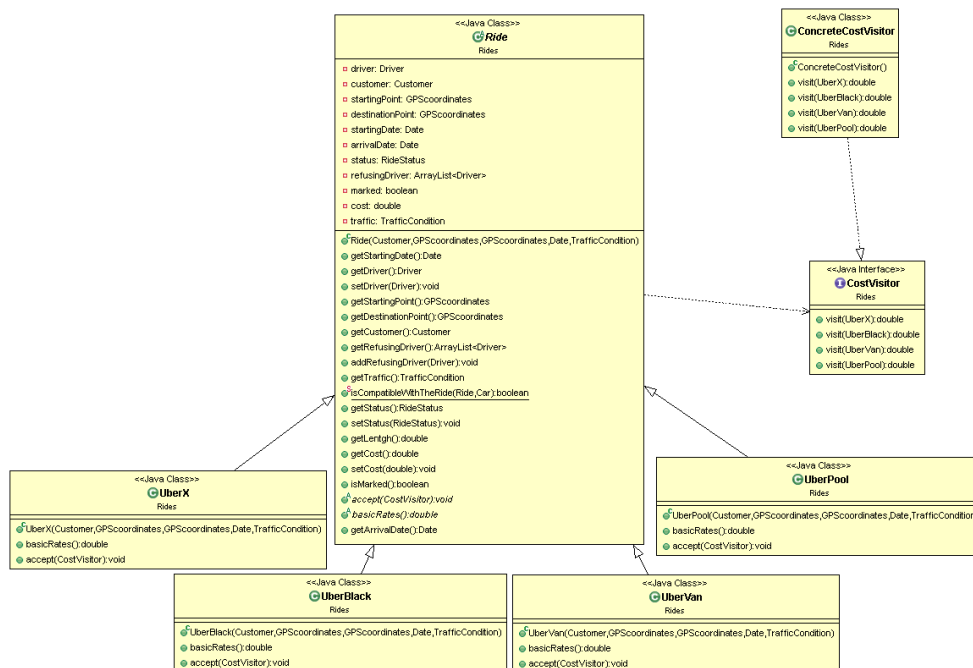 <<Java Class>>
Ride
Rides
driver: Driver
customer: Customer
startingPoint: GPScoordinates
destinationPoint: GPScoordinates
startingDate: Date
arrivalDate: Date
status: RideStatus
refusingDriver: ArrayList<Driver>
marked: boolean
cost: double
traffic: TrafficCondition
Ride(Customer,GPScoordinates,GPScoordinates,Date,TrafficCondition)
getStartingDate():Date
getDriver():Driver
setDriver(Driver):void
getStartingPoint():GPScoordinates
getDestinationPoint():GPScoordinates
getCustomer():Customer
getRefusingDriver():ArrayList<Driver>
addRefusingDriver(Driver):void
getTraffic():TrafficCondition
isCompatibleWithTheRide(Ride,Car):boolean
getStatus():RideStatus
setStatus(RideStatus):void
getLentgh():double
getCost():double
setCost(double):void
isMarked():boolean
accept(CostVisitor):void
basicRates():double
getArrivalDate():Date
<<Java Class>>
ConcreteCostVisitor
Rides
ConcreteCostVisitor()
visit(UberX):double
visit(UberBlack):double
visit(UberVan):double
visit(UberPool):double
<<Java Interface>>
CostVisitor
Rides
visit(UberX):double
visit(UberBlack):double
visit(UberVan):double
visit(UberPool):double
<<Java Class>>
UberX
Rides
UberX(Customer,GPScoordinates,GPScoordinates,Date,TrafficCondition)
basicRates():double
accept(CostVisitor):void
<<Java Class>>
UberPool
Rides
UberPool(Customer,GPScoordinates,GPScoordinates,Date,TrafficCondition
basicRates():double
accept(CostVisitor):void
<<Java Class>>
UberBlack
Rides
UberBlack(Customer,GPScoordinates,GPScoordinates,Date,TrafficCondition)
basicRates():double
accept(CostVisitor):void
<<Java Class>>
UberVan
Rides
UberVan(Customer,GPScoordinates,GPScoordinates,Date,TrafficCondition)
basicRates():double
accept(CostVisitor):void